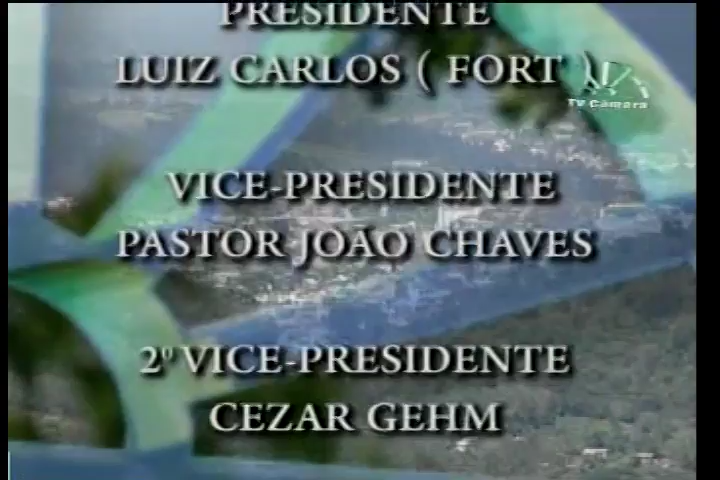 PRESIDENTE
LUIZ CARLOS ( FORT )
TV Câmara
VICE-PRESIDENTE
PASTOR JOÃO CHAVES
2º VICE-PRESIDENTE
CEZAR GEHM